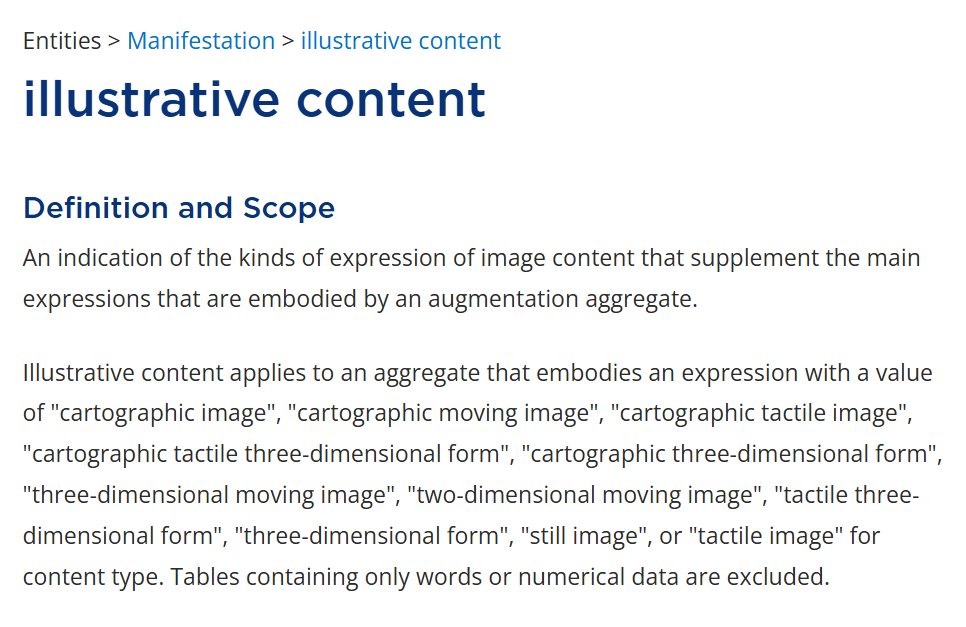 Entities > Manifestation > illustrative content
illustrative content
Definition and Scope
An indication of the kinds of expression of image content that supplement the main
expressions that are embodied by an augmentation aggregate.
Illustrative content applies to an aggregate that embodies an expression with a value
of "cartographic image", "cartographic moving image", "cartographic tactile image",
"cartographic tactile three-dimensional form", "cartographic three-dimensional form",
"three-dimensional moving image", "two-dimensional moving image", "tactile three-
dimensional form", "three-dimensional form", "still image", or "tactile image" for
content type. Tables containing only words or numerical data are excluded.